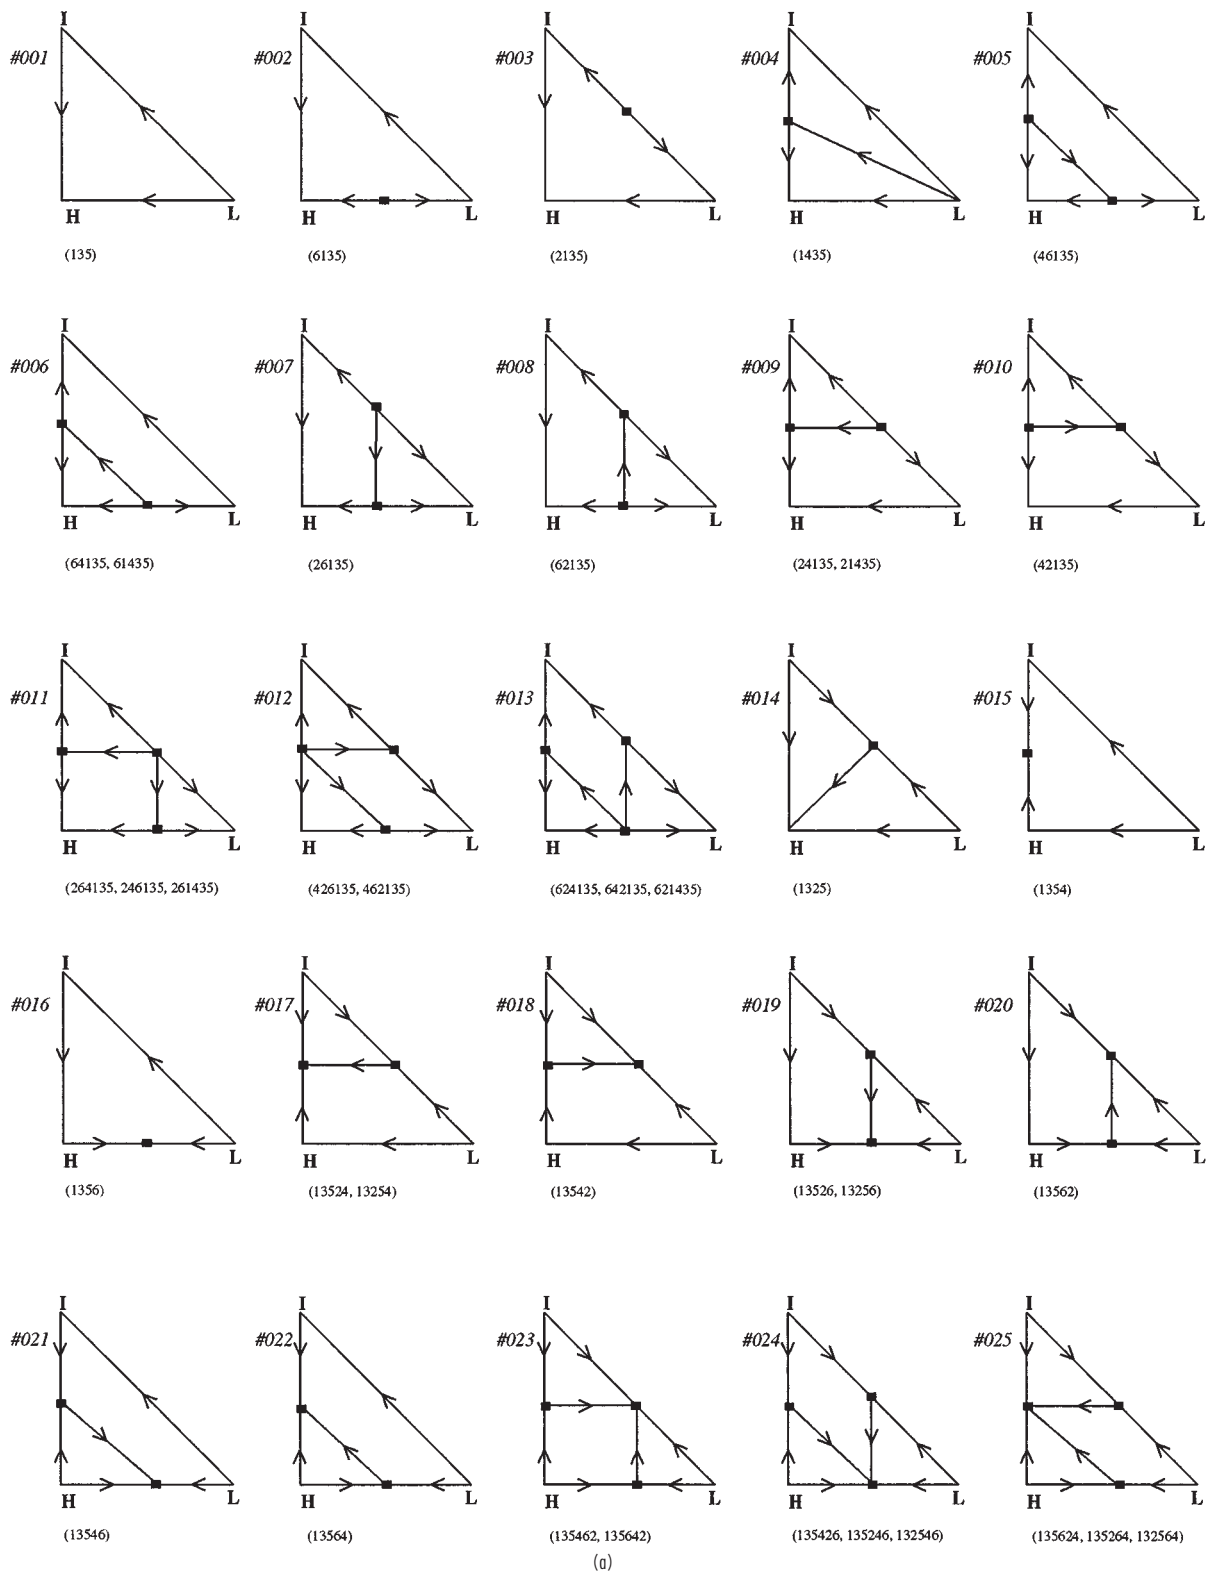 I I I I I
#001 #002 #003 #004 #005
H L H L H L H L H L
(135) (6135) (2135) (1435) (46135)
I I I I I
#006 #007 #008 #009 #010
H L H L H L H L H L
(64135, 61435) (26135) (62135) (24135, 21435) (42135)
I I I I I
#011 #012 #013 #014 #015
H L H L H L H L H L
(264135, 246135, 261435) (426135, 462135) (624135, 642135, 621435) (1325) (1354)
I I I I I
#016 #017 #018 #019 #020
H L H L H L H L H L
(1356) (13524, 13254) (13542) (13526, 13256) (13562)
I I I I I
#021 #022 #023 #024 #025
H L H L H L H L H L
(13546) (13564) (135462, 135642) (135426, 135246, 132546) (135624, 135264, 132564)
(a)